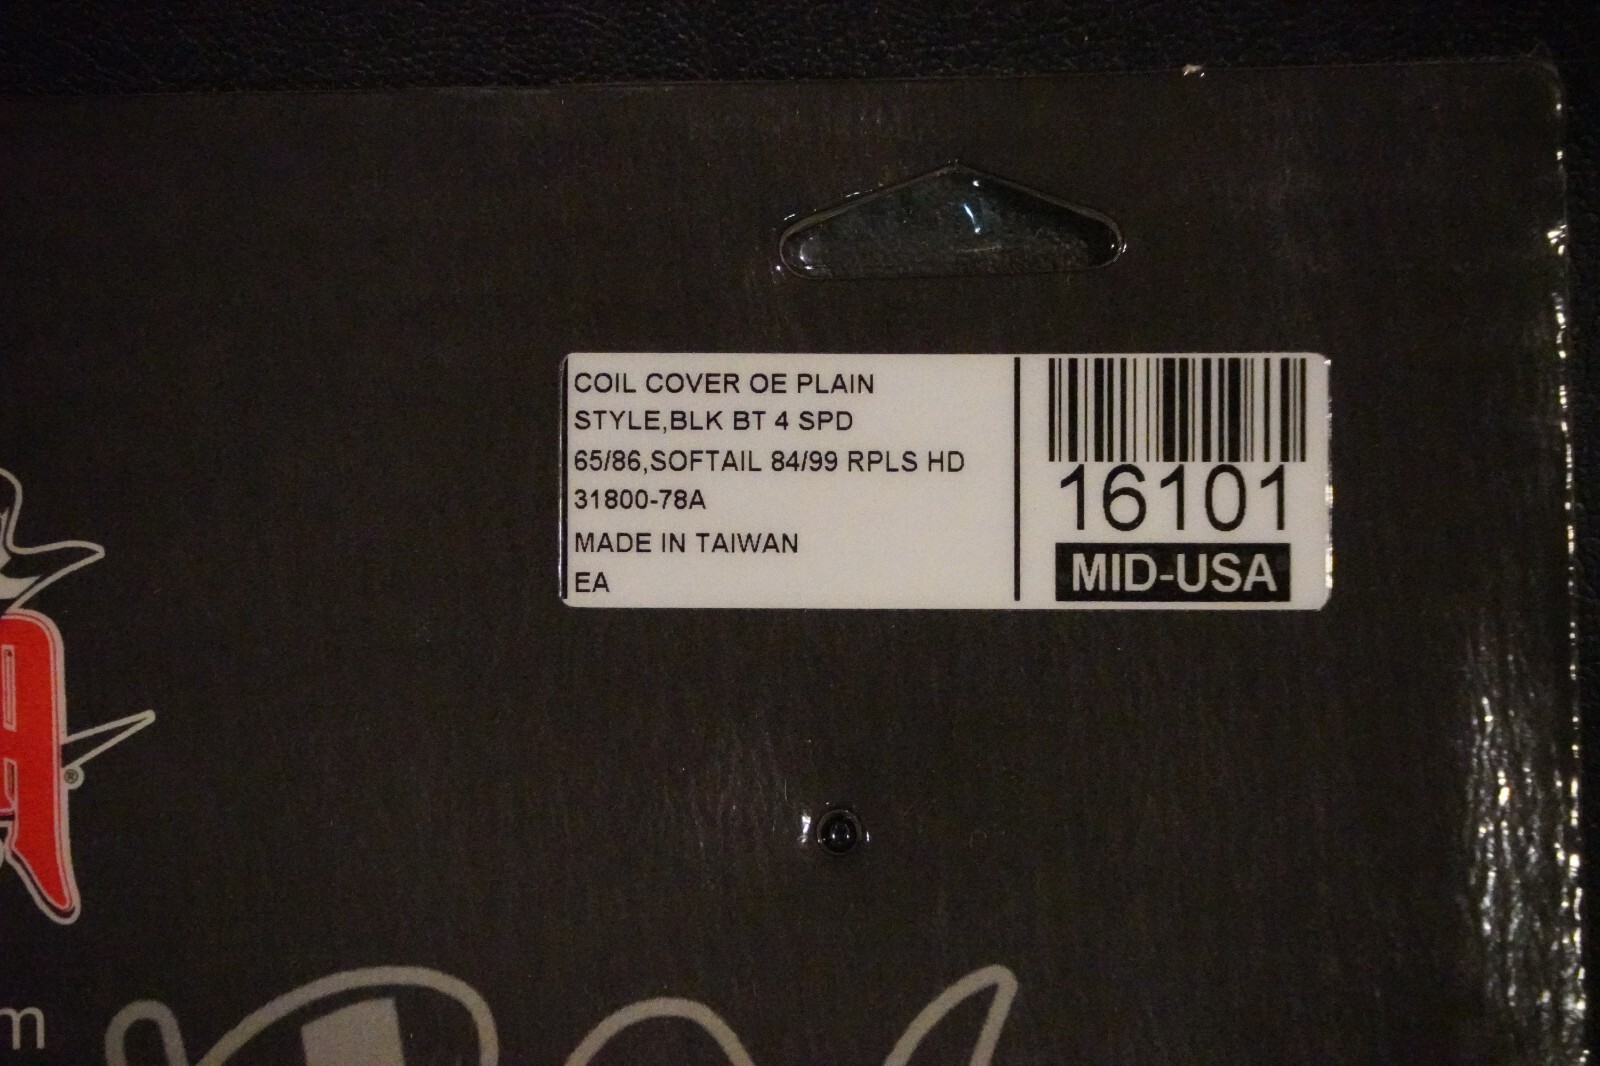 COIL COVER OE PLAIN
STYLE,BLK BT 4 SPD
65/86,SOFTAIL 84/99 RPLS HD
31800-78A
MADE IN TAIWAN
EA
16101
MID-USA
A
®
m